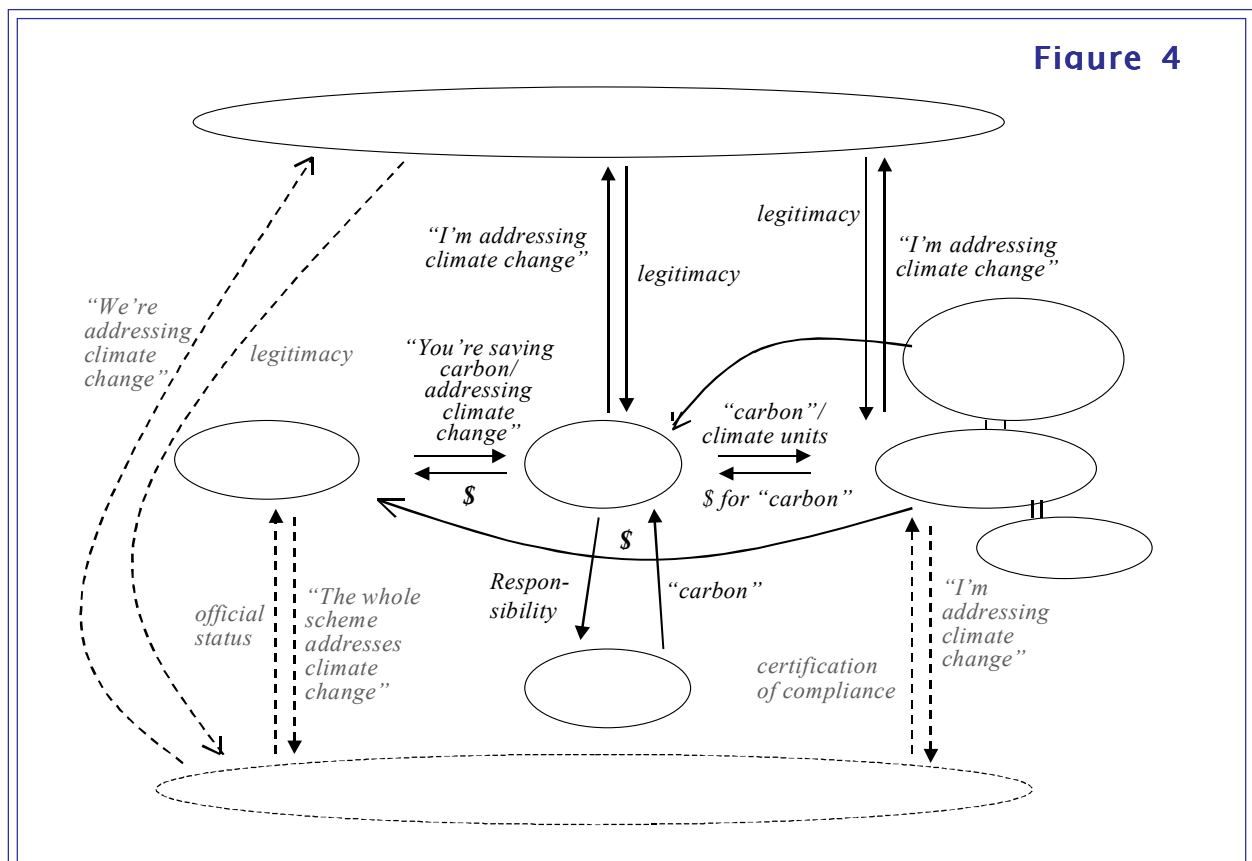 Figure 4
legitimacy
“I’m addressing
climate change”
“I’m addressing
climate change”
legitimacy
“We’re
addressing
climate
change”
legitimacy
“You’re saving
carbon/
addressing
climate
change”
“carbon”/
climate units
$
$ for “carbon”
$
Respon-
sibility
“carbon”
official
status
“The whole
scheme
addresses
climate
change”
“I’m
addressing
climate
change”
certification
of compliance